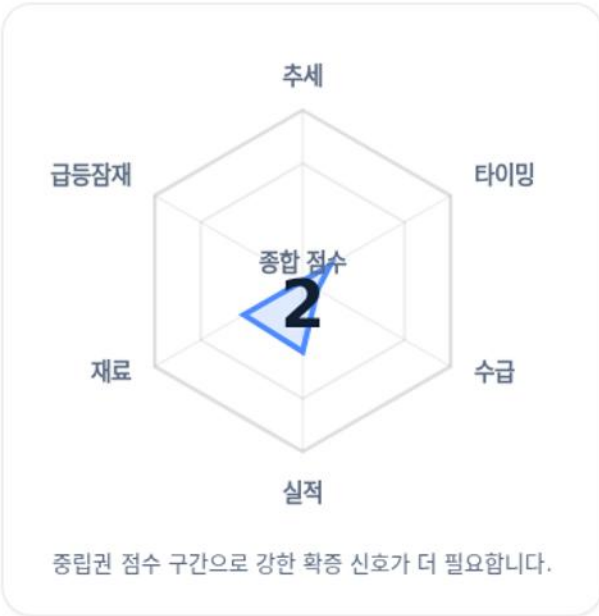 추세
급등잠재
타이밍
종합 점수
2
재료
수급
실적
중립권 점수 구간으로 강한 확증 신호가 더 필요합니다.